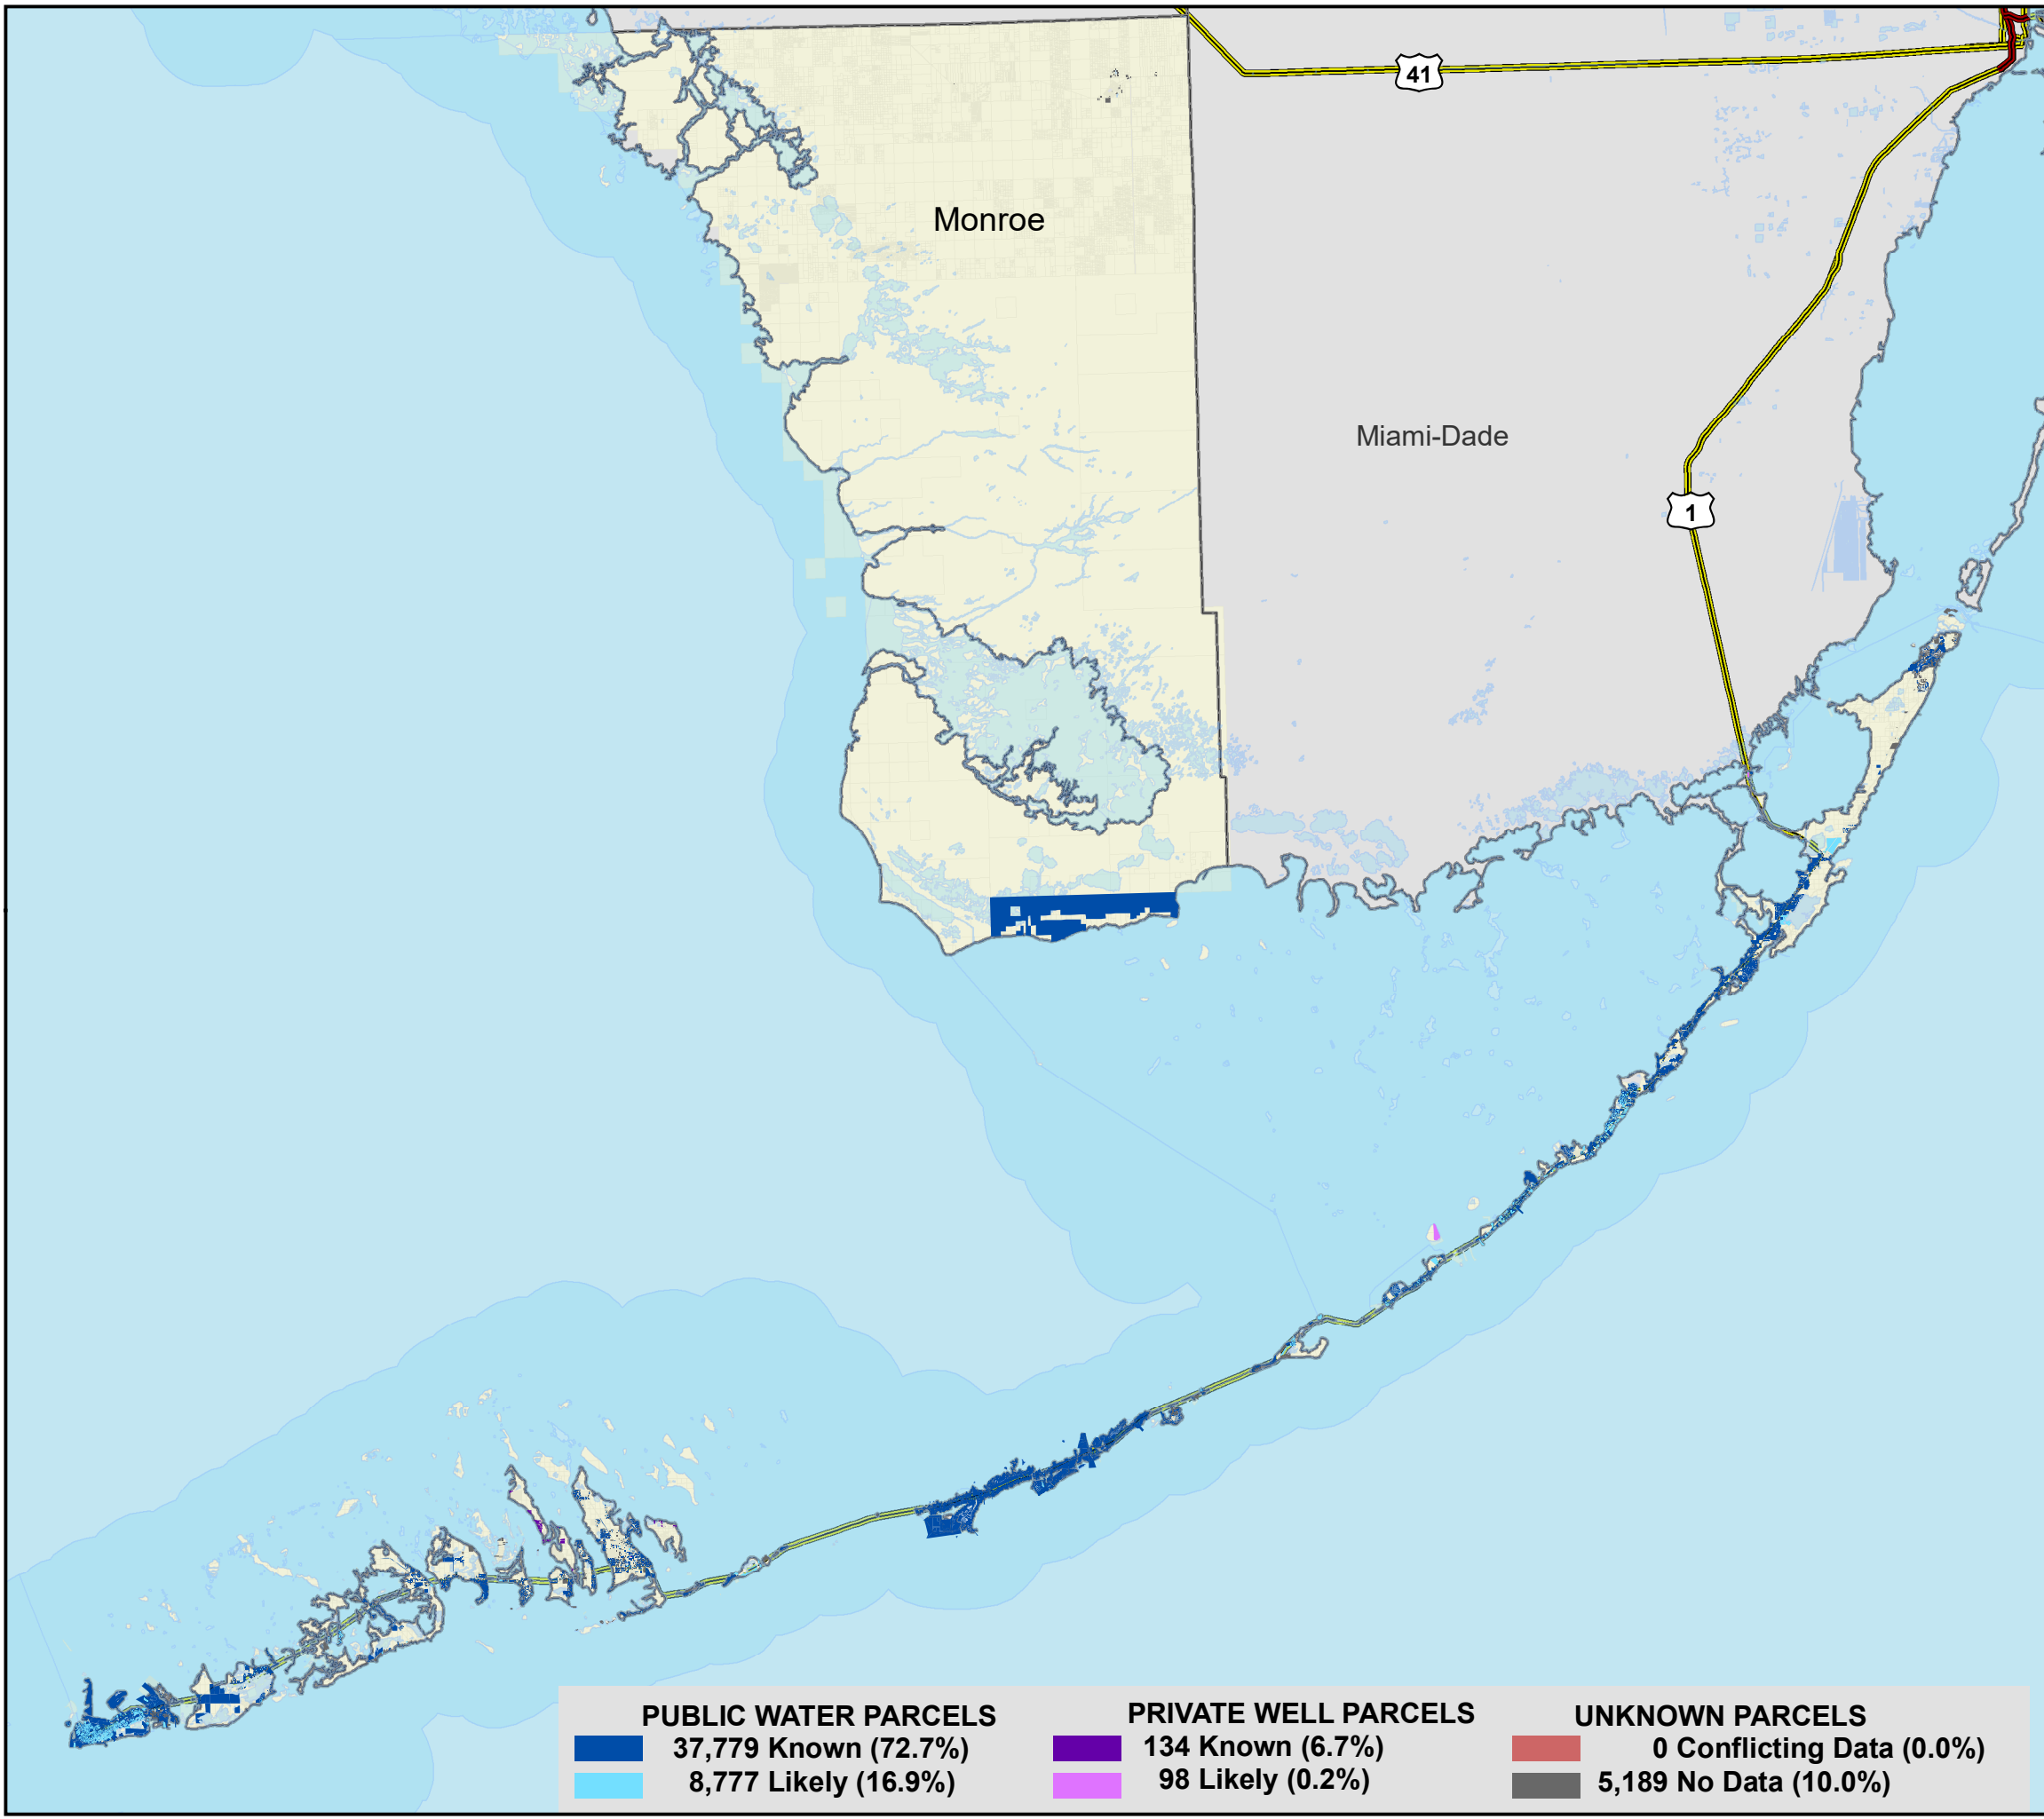 41
Monroe
Miami-Dade
1
PUBLIC WATER PARCELS
37,779 Known (72.7%)
8,777 Likely (16.9%)
PRIVATE WELL PARCELS
134 Known (6.7%)
98 Likely (0.2%)
UNKNOWN PARCELS
0 Conflicting Data (0.0%)
5,189 No Data (10.0%)